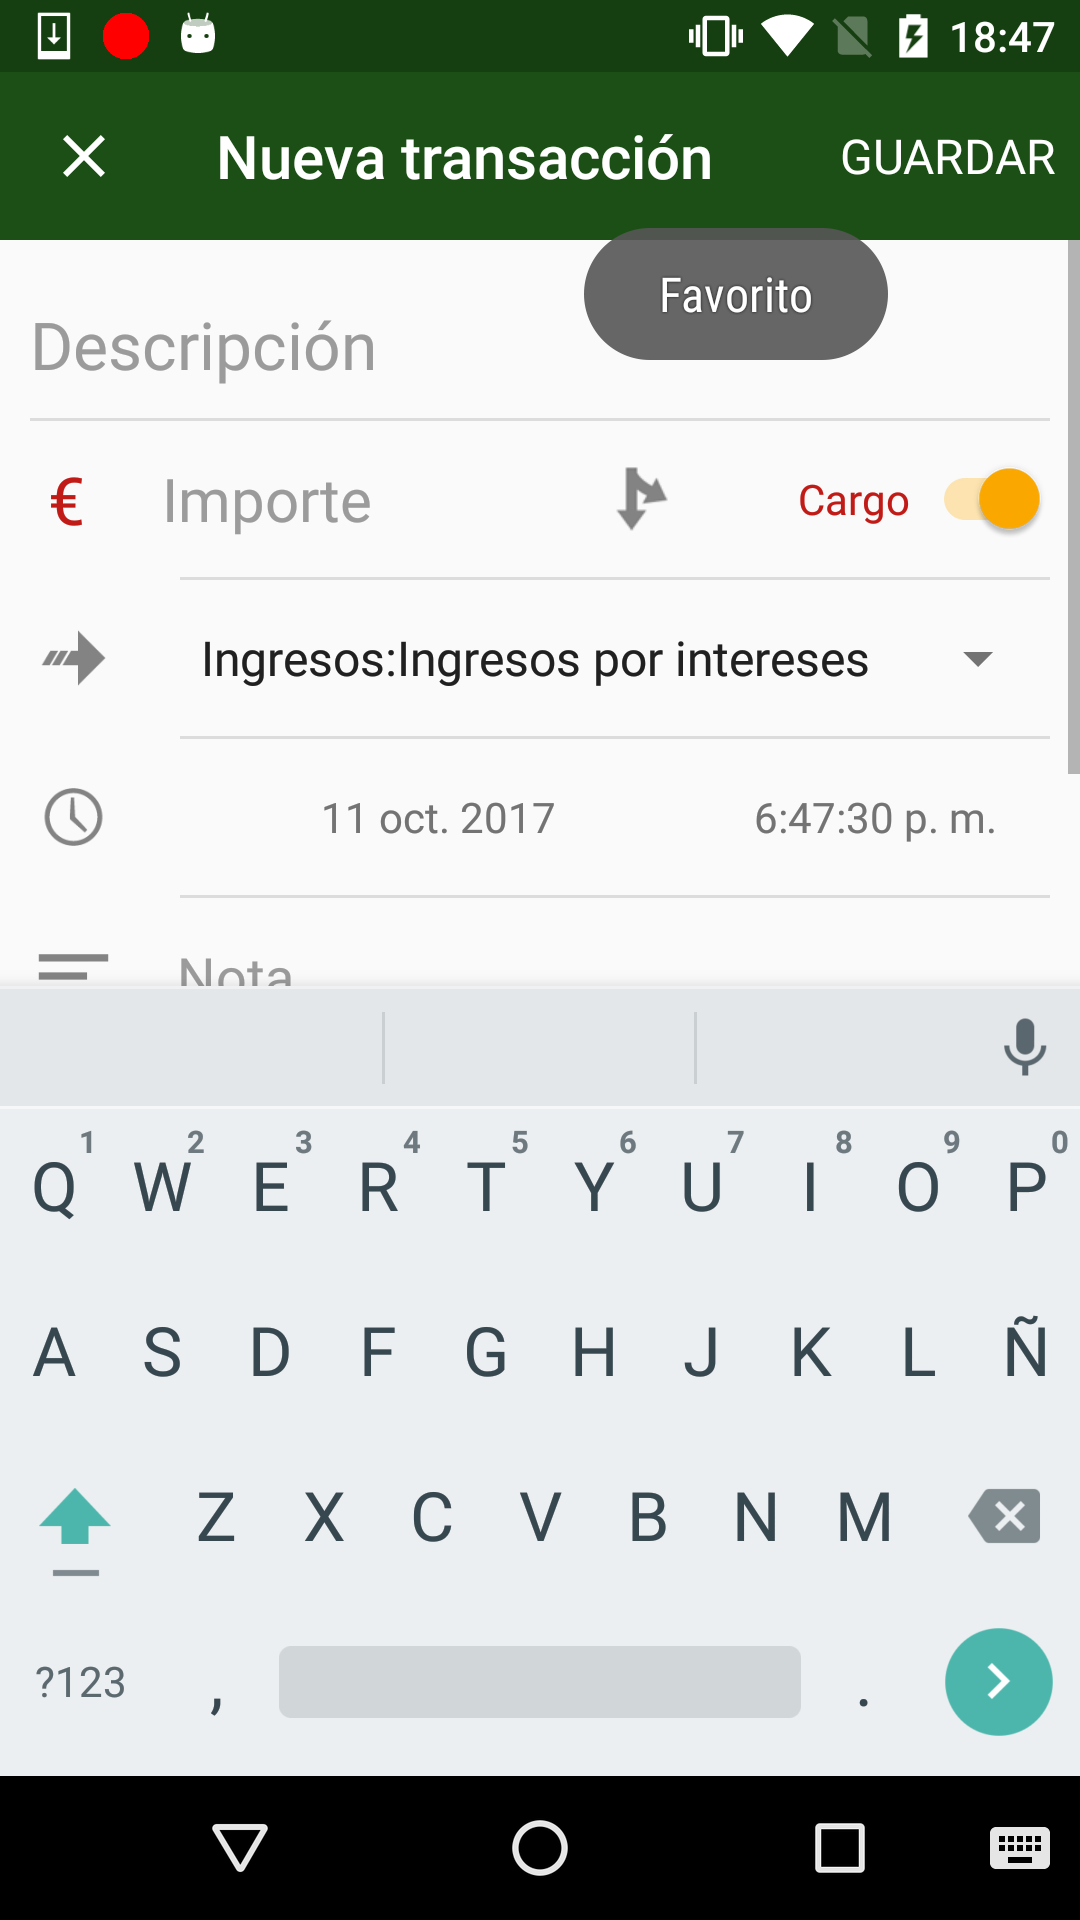 18:47
Nueva transacción
GUARDAR
Favorito
Descripción
€ Importe Cargo
Ingresos:Ingresos por intereses
11 oct. 2017 6:47:30 p. m.
Nota
1 2 3 4 5 6 7 8 9 0
Q W E R T Y U I O P
A S D F G H J K L Ñ
Z X C V B N M
?123 , .